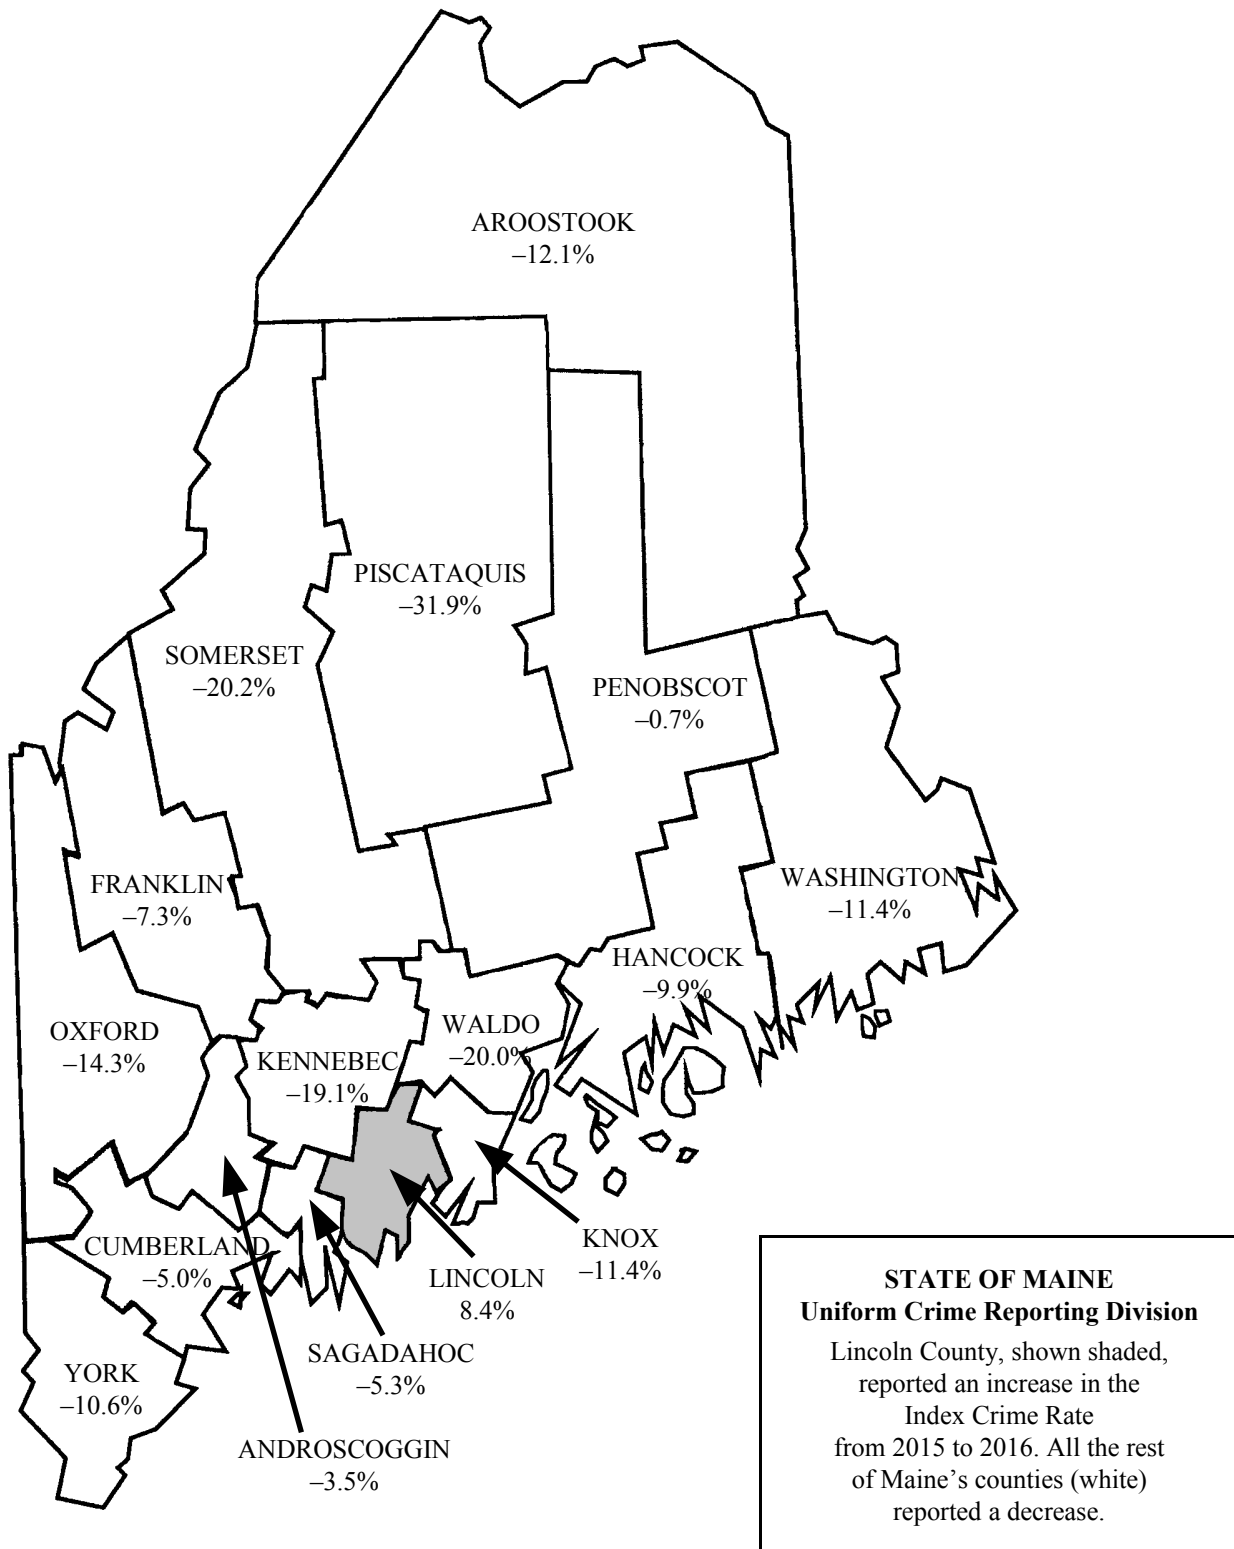 AROOSTOOK
–12.1%
PISCATAQUIS
–31.9%
SOMERSET
–20.2%
PENOBSCOT
–0.7%
FRANKLIN
–7.3%
WASHINGTON
–11.4%
HANCOCK
–9.9%
OXFORD
–14.3%
KENNEBEC
–19.1%
WALDO
–20.0%
CUMBERLAND
–5.0%
KNOX
–11.4%
LINCOLN
8.4%
SAGADAHOC
–5.3%
YORK
–10.6%
ANDROSCOGGIN
–3.5%
STATE OF MAINE
Uniform Crime Reporting Division
Lincoln County, shown shaded,
reported an increase in the
Index Crime Rate
from 2015 to 2016. All the rest
of Maine’s counties (white)
reported a decrease.